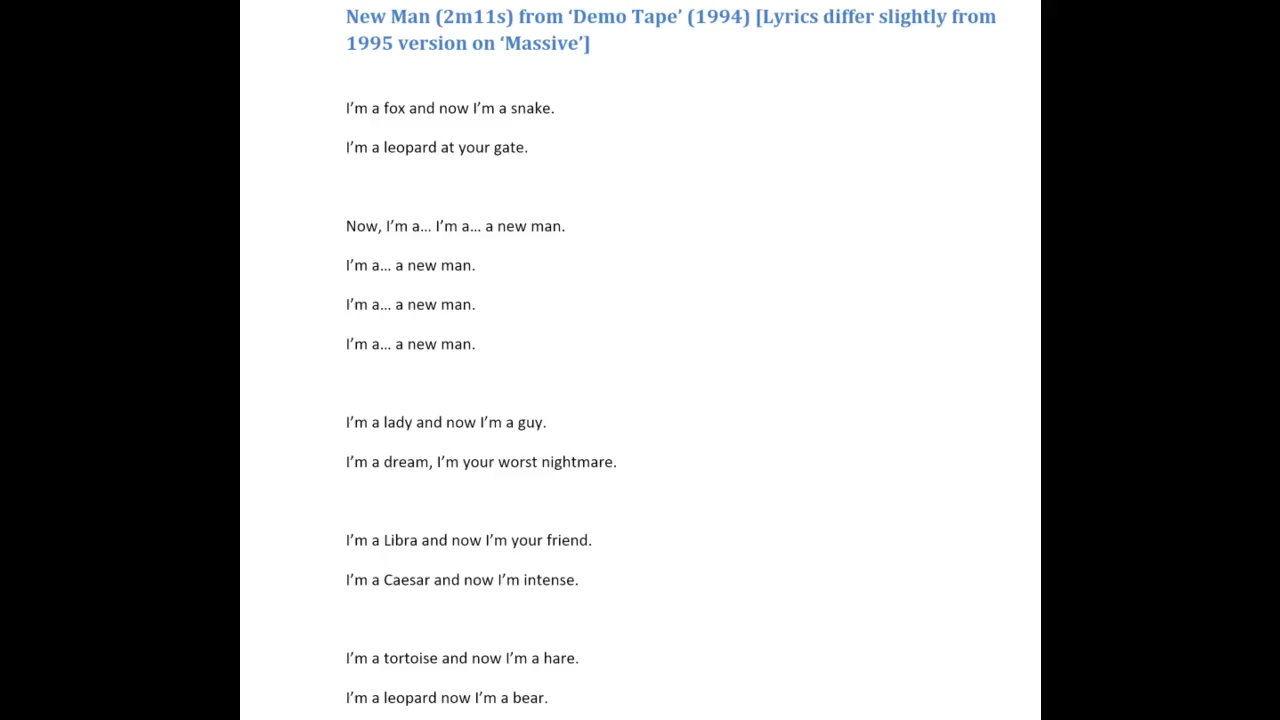 New Man (2m11s) from ‘Demo Tape’ (1994) [Lyrics differ slightly from
1995 version on ‘Massive’]
I’m a fox and now I’m a snake.
I’m a leopard at your gate.
Now, I’m a… I’m a… a new man.
I’m a… a new man.
I’m a… a new man.
I’m a… a new man.
I’m a lady and now I’m a guy.
I’m a dream, I’m your worst nightmare.
I’m a Libra and now I’m your friend.
I’m a Caesar and now I’m intense.
I’m a tortoise and now I’m a hare.
I’m a leopard now I’m a bear.